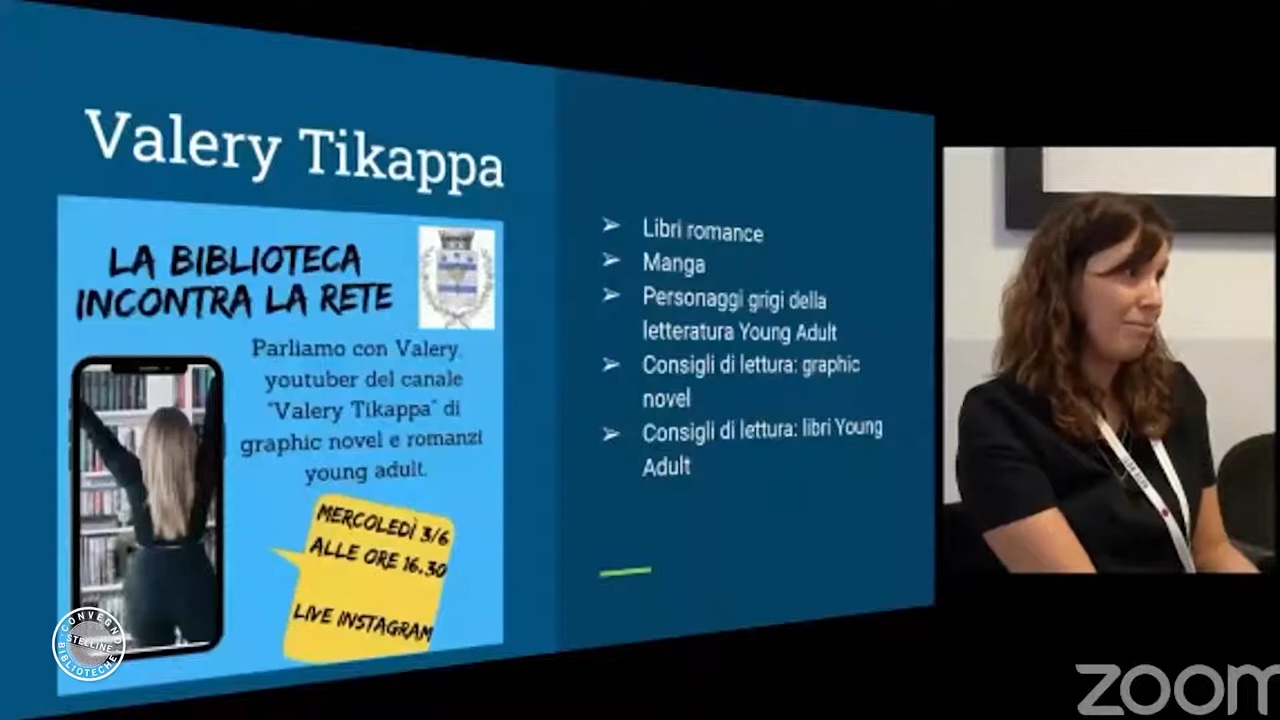 Valery Tikappa
LA BIBLIOTECA
INCONTRA LA RETE
Parliamo con Valery,
youtuber del canale
"Valery Tikappa" di
graphic novel e romanzi
young adult.
MERCOLEDÌ 3/6
ALLE ORE 16.30
LIVE INSTAGRAM
➢ Libri romance
➢ Manga
➢ Personaggi grigi della
letteratura Young Adult
➢ Consigli di lettura: graphic
novel
➢ Consigli di lettura: libri Young
Adult
CONVEGNO
STELLINE
BIBLIOTECHE
zoom